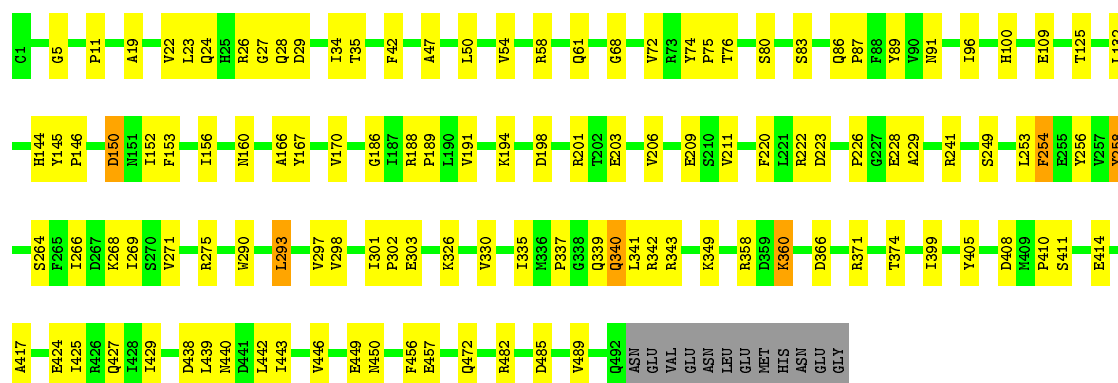 C1 G5 P11 A19 V22 L23 Q24 H25 R26 G27 Q28 D29 I34 T35 F42 A47 L50 V54 R58 Q61 G68 V72 R73 Y74 P75 T76 S80 S83 Q86 P87 F88 Y89 V90 N91 I96 H100 E109 T125 L132
H144 Y145 P146 D150 N151 I152 F153 I156 N160 A166 Y167 V170 G186 I187 R188 P189 L190 V191 K194 D198 R201 T202 E203 V206 E209 S210 V211 F220 L221 R222 D223 P226 G227 E228 A229 R241 S249 L253 F254 E255 Y256 V257
S264 F265 I266 D267 K268 I269 S270 V271 R275 W290 L293 V297 V298 I301 P302 E303 K326 V330 I335 M336 P337 G338 Q339 Q340 L341 R342 R343 K349 R358 D359 K360 D366 R371 T374 I399 Y405 D408 M409 P410 S411 E414
A417 E424 I425 R426 Q427 I428 I429 D438 L439 N440 D441 L442 I443 V446 E449 N450 F456 E457 Q472 R482 D485 V489 Q492 ASN GLU VAL GLU ASN LEU GLU MET HIS ASN GLU GLY